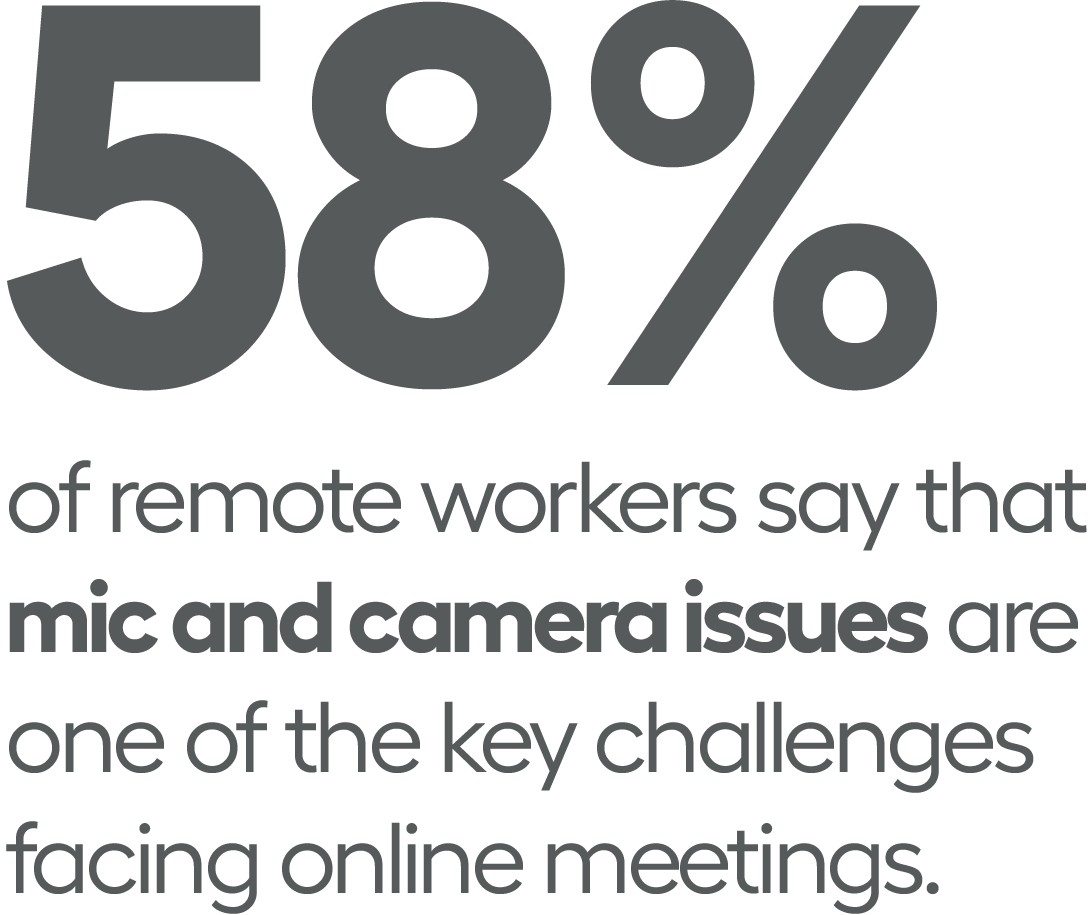 58%
of remote workers say that
mic and camera issues are
one of the key challenges
facing online meetings.